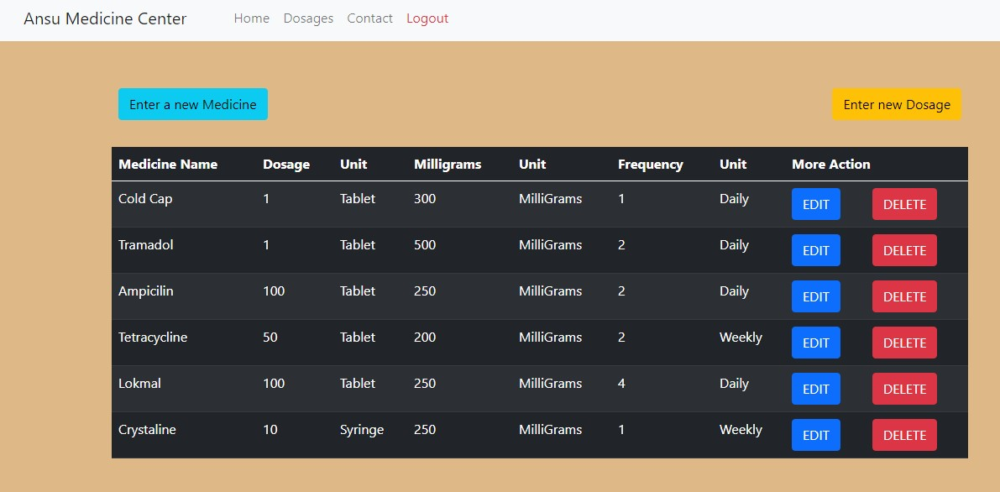 Ansu Medicine Center Home Dosages Contact Logout
Enter a new Medicine Enter new Dosage
Medicine Name Dosage Unit Milligrams Unit Frequency Unit More Action
Cold Cap 1 Tablet 300 MilliGrams 1 Daily EDIT DELETE
Tramadol 1 Tablet 500 MilliGrams 2 Daily EDIT DELETE
Ampicilin 100 Tablet 250 MilliGrams 2 Daily EDIT DELETE
Tetracycline 50 Tablet 200 MilliGrams 2 Weekly EDIT DELETE
Lokmal 100 Tablet 250 MilliGrams 4 Daily EDIT DELETE
Crystaline 10 Syringe 250 MilliGrams 1 Weekly EDIT DELETE